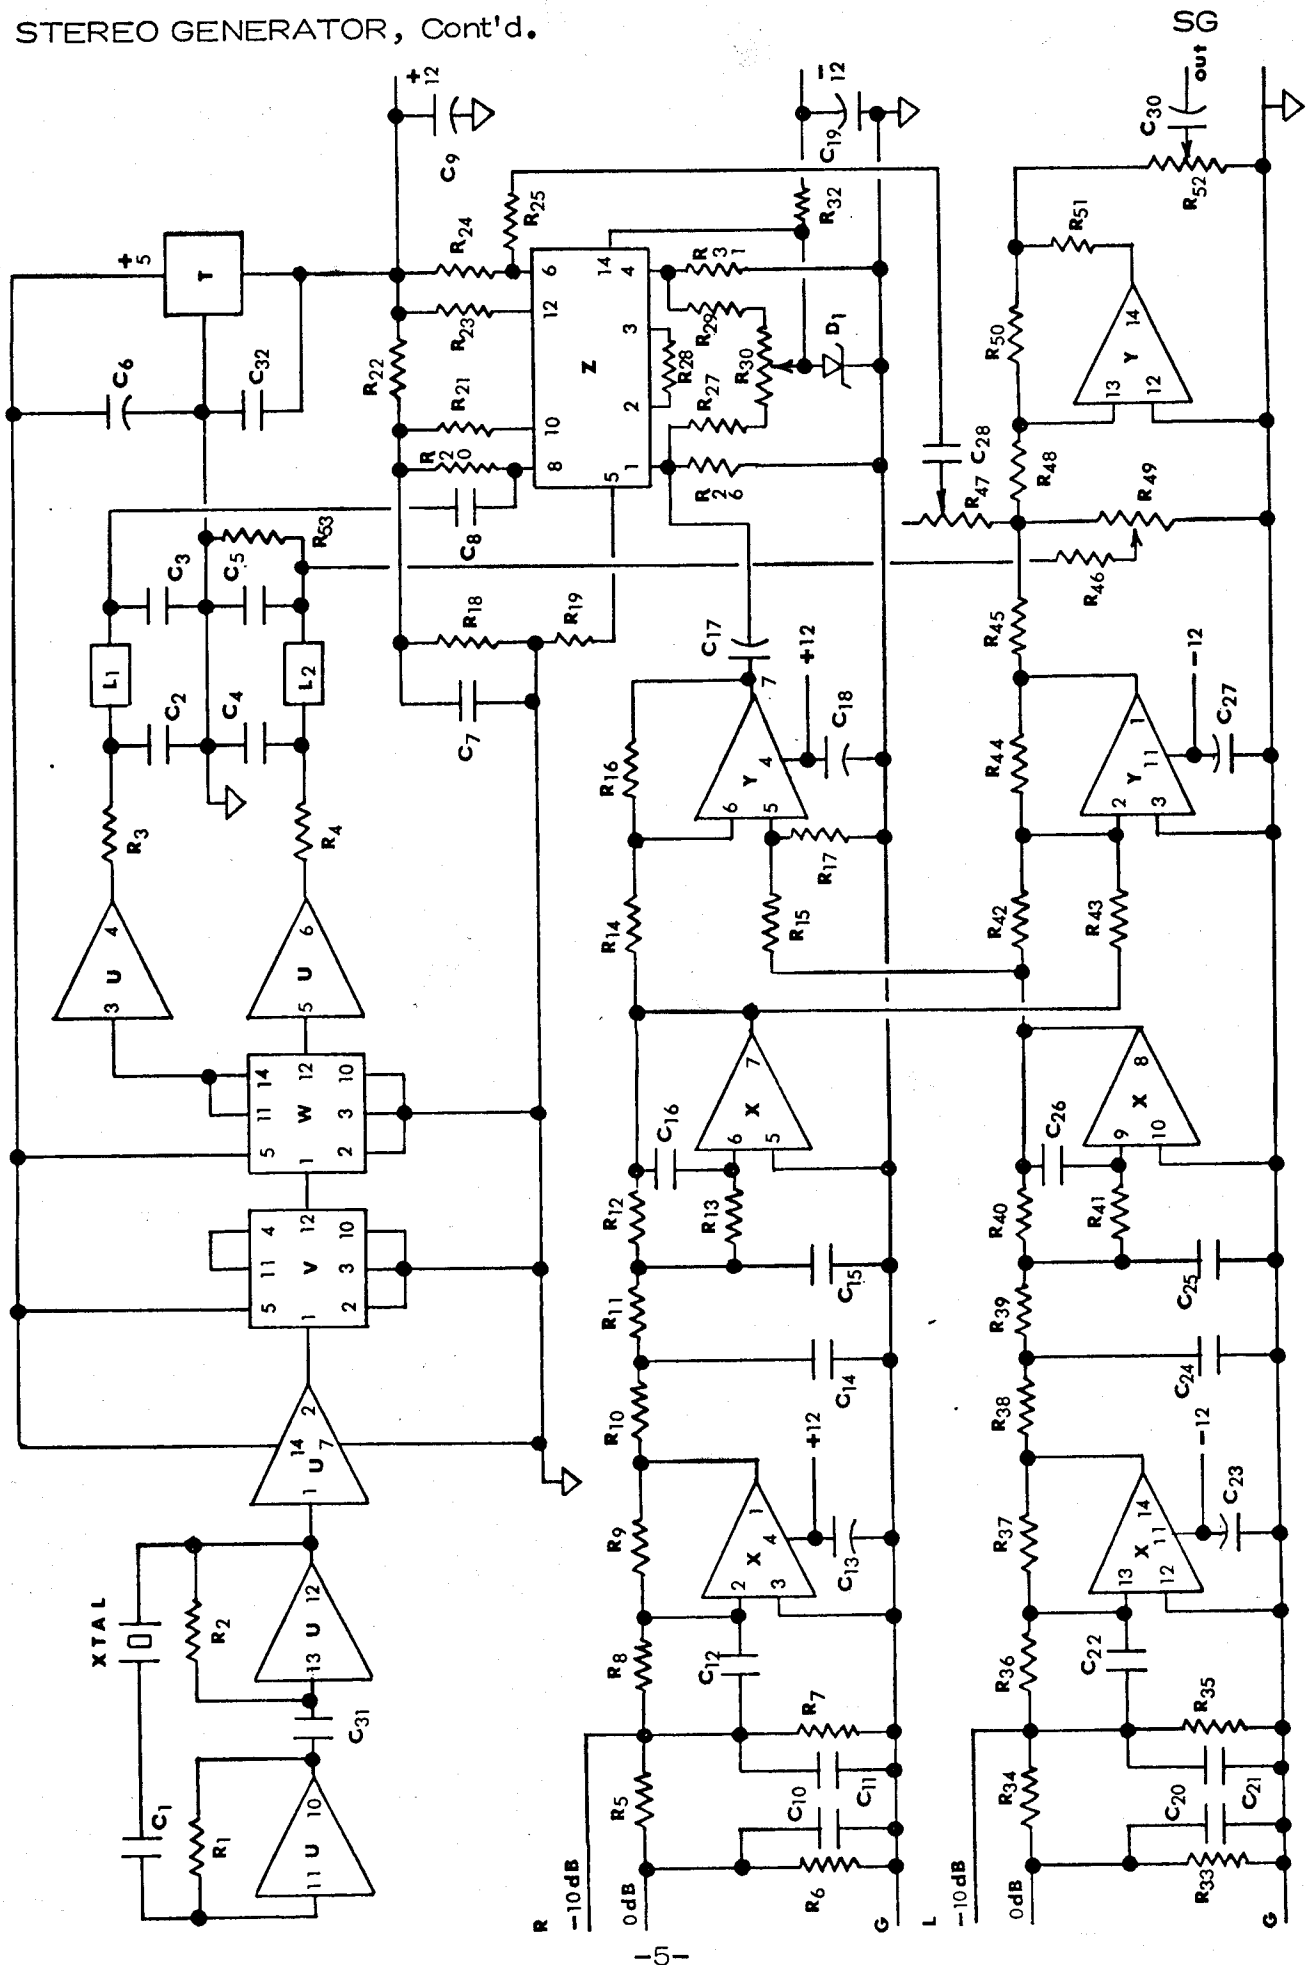 STEREO GENERATOR, Cont'd.
SG
+5
T
C6
C32
+12
C9
R24
R25
R23
R22
R21
R20
C8
6
12
10
8
5
Z
14
4
3
2
1
R32
C19
-12
R31
R29
R28
R30
R27
R26
D1
C30
out
R52
R51
R50
14
Y
13
12
C28
R47
R48
R49
R46
R45
R53
C3
C5
L1
L2
C2
C4
R18
R19
C7
R3
R4
4
U
3
6
U
5
C17
7
+12
C18
R16
4
Y
6
5
R17
R14
R15
-12
C27
1
R44
Y
11
2
3
R42
R43
14
12
10
11
W
3
5
1
2
4
12
10
11
V
3
5
1
2
7
X
6
5
C16
R12
R13
C15
R11
C14
R10
8
X
9
10
C26
R40
R41
C25
R39
C24
R38
2
14
7
U
1
XTAL
R2
12
U
13
C31
C1
R1
10
U
11
+12
1
4
X
C13
2
3
R9
R8
C12
R7
R5
C10
C11
R6
R
-10dB
0dB
G
-12
14
11
X
C23
13
12
R37
R36
C22
R35
R34
C20
C21
R33
L
-10dB
0dB
G
-5-